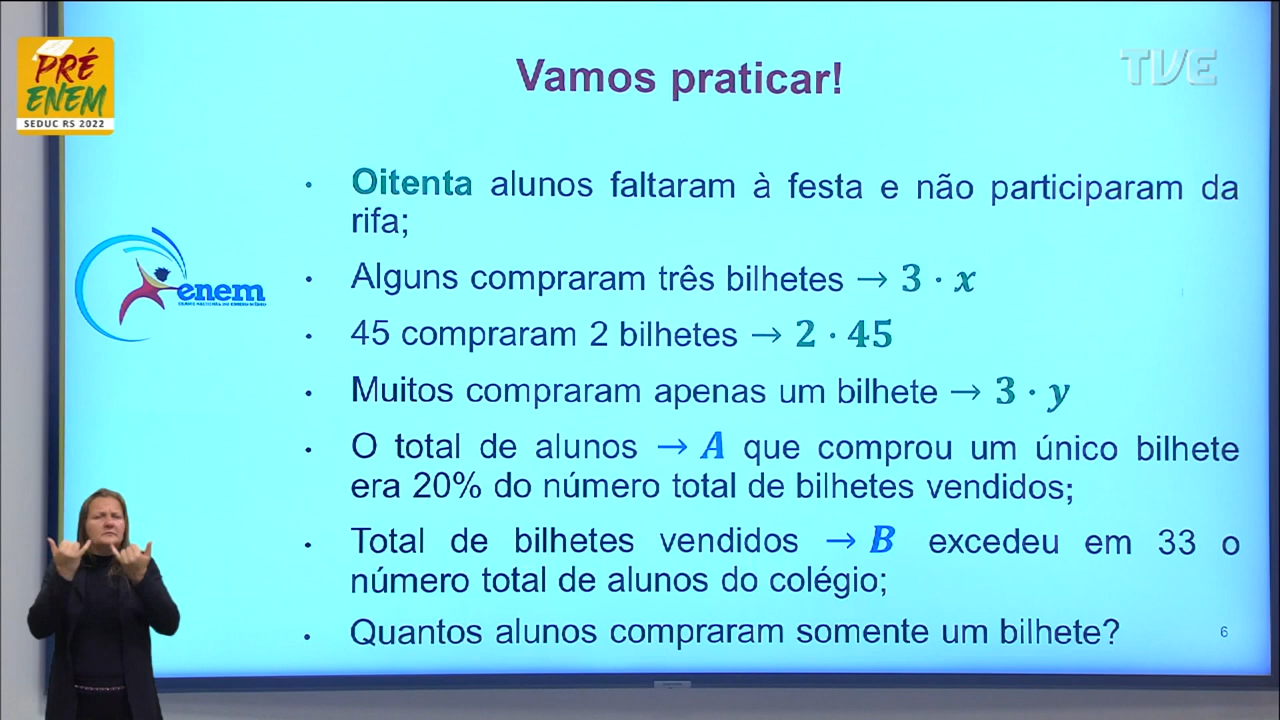 PRÉ
ENEM
SEDUC RS 2022
TVE
Vamos praticar!
• Oitenta alunos faltaram à festa e não participaram da
rifa;
enem
• Alguns compraram três bilhetes → 3 · x
• 45 compraram 2 bilhetes → 2 · 45
• Muitos compraram apenas um bilhete → 3 · y
• O total de alunos → A que comprou um único bilhete
era 20% do número total de bilhetes vendidos;
• Total de bilhetes vendidos → B excedeu em 33 o
número total de alunos do colégio;
• Quantos alunos compraram somente um bilhete?
6